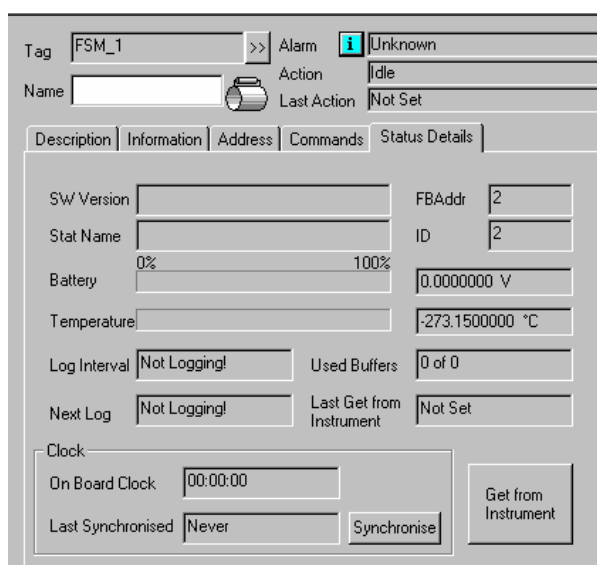 Tag FSM_1 >> Alarm i Unknown
Action Idle
Name Last Action Not Set
Description Information Address Commands Status Details
SW Version FBAddr 2
Stat Name ID 2
0% 100%
Battery 0.0000000 V
Temperature -273.1500000 °C
Log Interval Not Logging! Used Buffers 0 of 0
Next Log Not Logging! Last Get from Instrument Not Set
Clock
On Board Clock 00:00:00
Last Synchronised Never Synchronise
Get from
Instrument